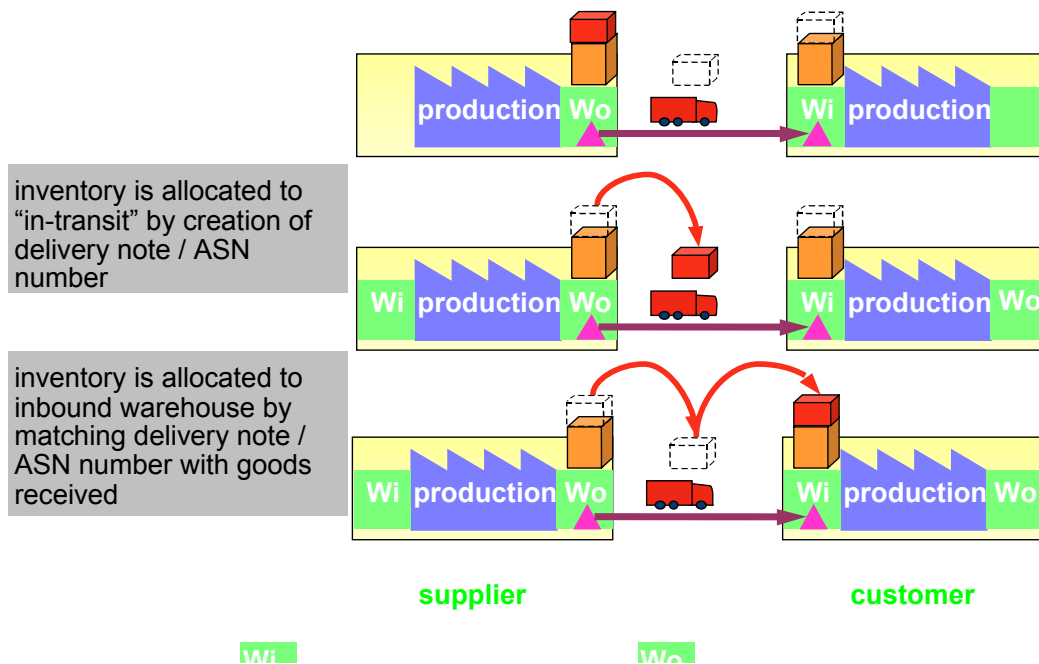 production Wo Wi production
inventory is allocated to
“in-transit” by creation of
delivery note / ASN
number
Wi production Wo Wi production Wo
inventory is allocated to
inbound warehouse by
matching delivery note /
ASN number with goods
received
Wi production Wo Wi production Wo
supplier customer
Wi Wo